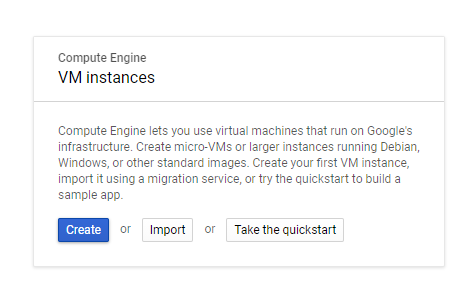 Compute Engine
VM instances
Compute Engine lets you use virtual machines that run on Google's
infrastructure. Create micro-VMs or larger instances running Debian,
Windows, or other standard images. Create your first VM instance,
import it using a migration service, or try the quickstart to build a
sample app.
Create or Import or Take the quickstart